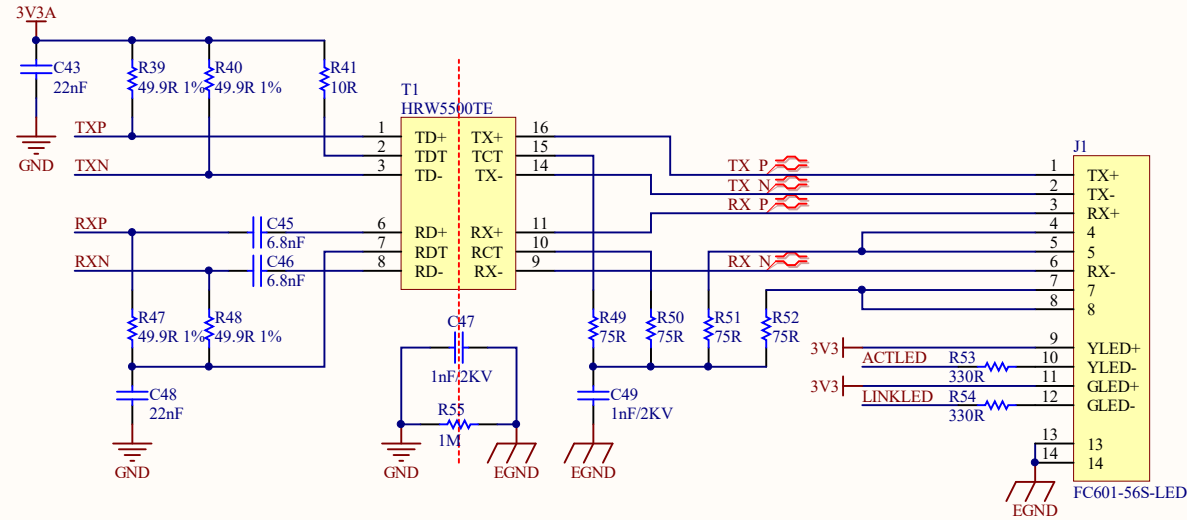 3V3A
C43
22nF
GND
R39
49.9R 1%
R40
49.9R 1%
R41
10R
T1
HRW5500TE
TXP
1
TD+
TX+
16
2
TDT
TCT
15
TXN
3
TD-
TX-
14
RXP
C45
6.8nF
6
RD+
RX+
11
7
RDT
RCT
10
RXN
C46
6.8nF
8
RD-
RX-
9
TX P
TX N
RX P
RX N
J1
1
TX+
2
TX-
3
RX+
4
4
5
5
6
RX-
7
7
8
8
R47
49.9R 1%
R48
49.9R 1%
C47
1nF/2KV
R49
75R
R50
75R
R51
75R
R52
75R
3V3
9
YLED+
ACTLED
R53
330R
10
YLED-
3V3
11
GLED+
LINKLED
R54
330R
12
GLED-
C48
22nF
GND
R55
1M
GND
EGND
C49
1nF/2KV
EGND
13
13
14
14
FC601-56S-LED
EGND